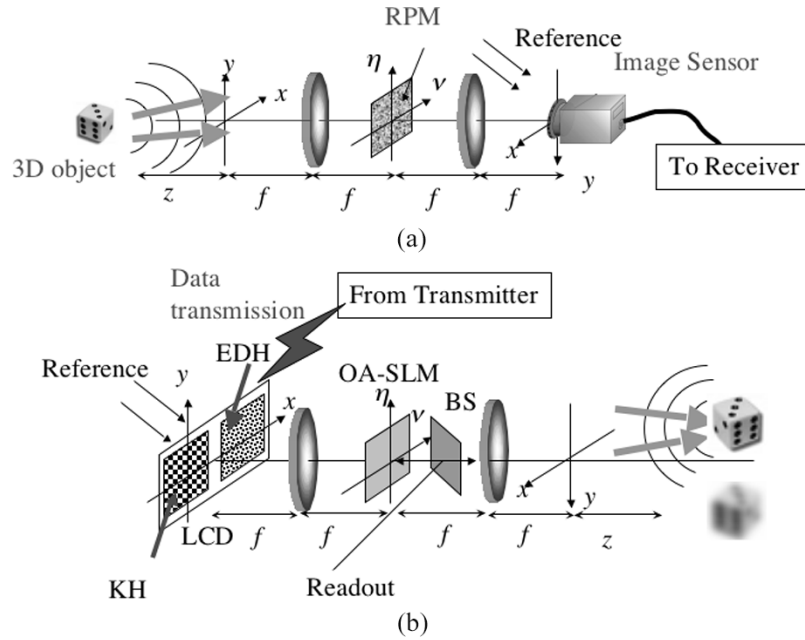 RPM
Reference
Image Sensor
η
ν
y
x
3D object
x
y
To Receiver
z
f
f
f
f
(a)
Data
transmission
From Transmitter
EDH
Reference
y
x
OA-SLM
η
ν
BS
x
y
LCD
f
f
f
f
z
KH
Readout
(b)